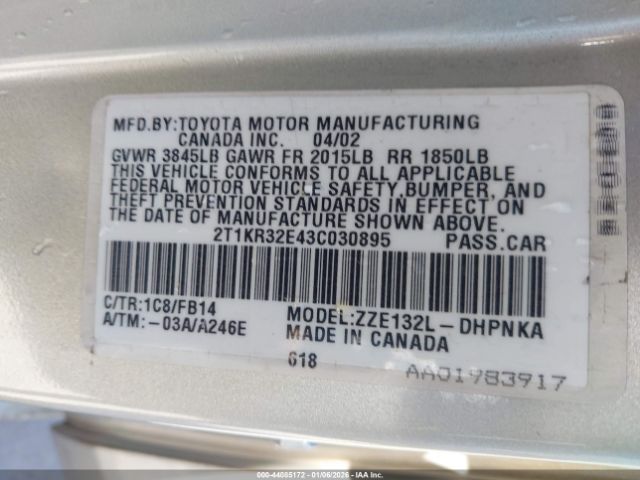 MFD.BY:TOYOTA MOTOR MANUFACTURING
CANADA INC. 04/02
GVWR 3845LB GAWR FR 2015LB RR 1850LB
THIS VEHICLE CONFORMS TO ALL APPLICABLE
FEDERAL MOTOR VEHICLE SAFETY,BUMPER, AND
THEFT PREVENTION STANDARDS IN EFFECT ON
THE DATE OF MANUFACTURE SHOWN ABOVE.
2T1KR32E43C030895 PASS.CAR
C/TR:1C8/FB14 MODEL:ZZE132L-DHPNKA
A/TM:-03A/A246E MADE IN CANADA
618 AA01983917
000-44085172 | 01/06/2026 | IAA Inc.